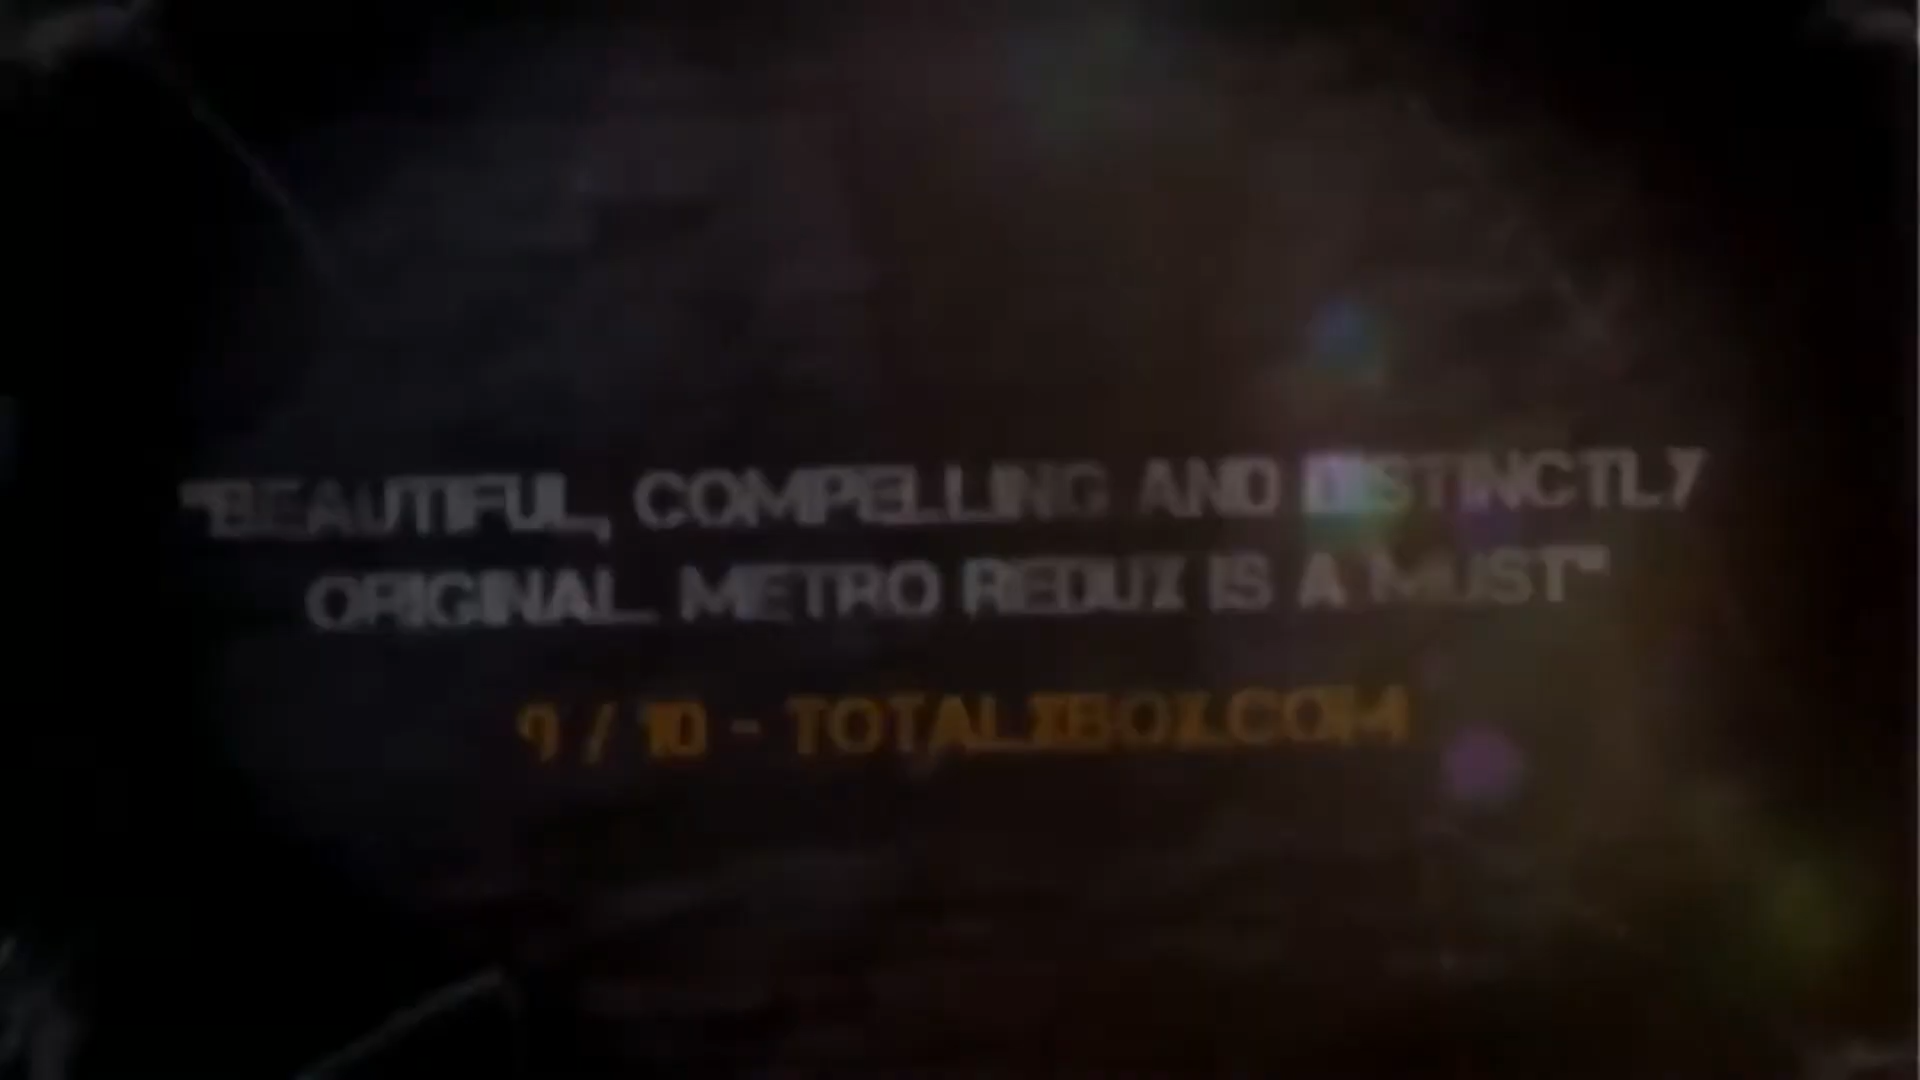 "BEAUTIFUL, COMPELLING AND DISTINCTLY
ORIGINAL. METRO REDUX IS A MUST"
9 / 10 - TOTALXBOX.COM